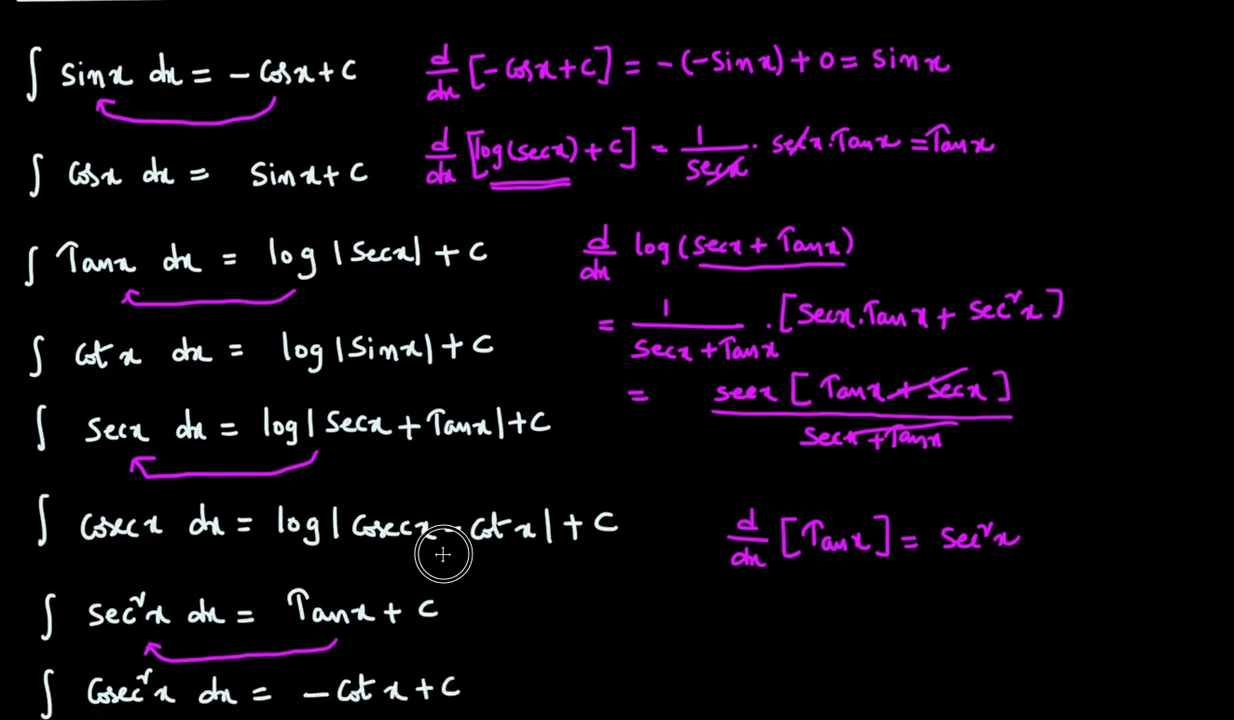 ∫ Sinx dx = - Cosx + C
d/dx [- Cosx + C] = - (-Sinx) + 0 = Sinx
∫ Cosx dx = Sinx + C
d/dx [log(secx) + C] = 1/secx . secx.Tanx = Tanx
∫ Tanx dx = log |Secx| + C
d/dx log (Secx + Tanx)
= 1/(Secx + Tanx) . [Secx.Tanx + Sec²x]
∫ Cot x dx = log |Sinx| + C
= secx [Tanx + Secx] / (Secx + Tanx)
∫ Secx dx = log | Secx + Tanx | + C
∫ Cosecx dx = log | Cosecx - Cot x | + C
d/dx [Tanx] = Sec²x
∫ Sec²x dx = Tanx + C
∫ Cosec²x dx = - Cot x + C